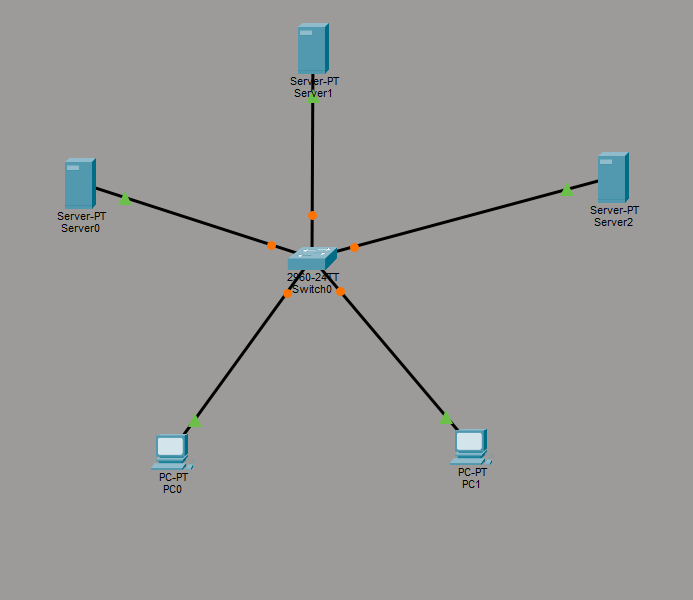 Server-PT
Server1
Server-PT
Server0
Server-PT
Server2
2960-24TT
Switch0
PC-PT
PC0
PC-PT
PC1